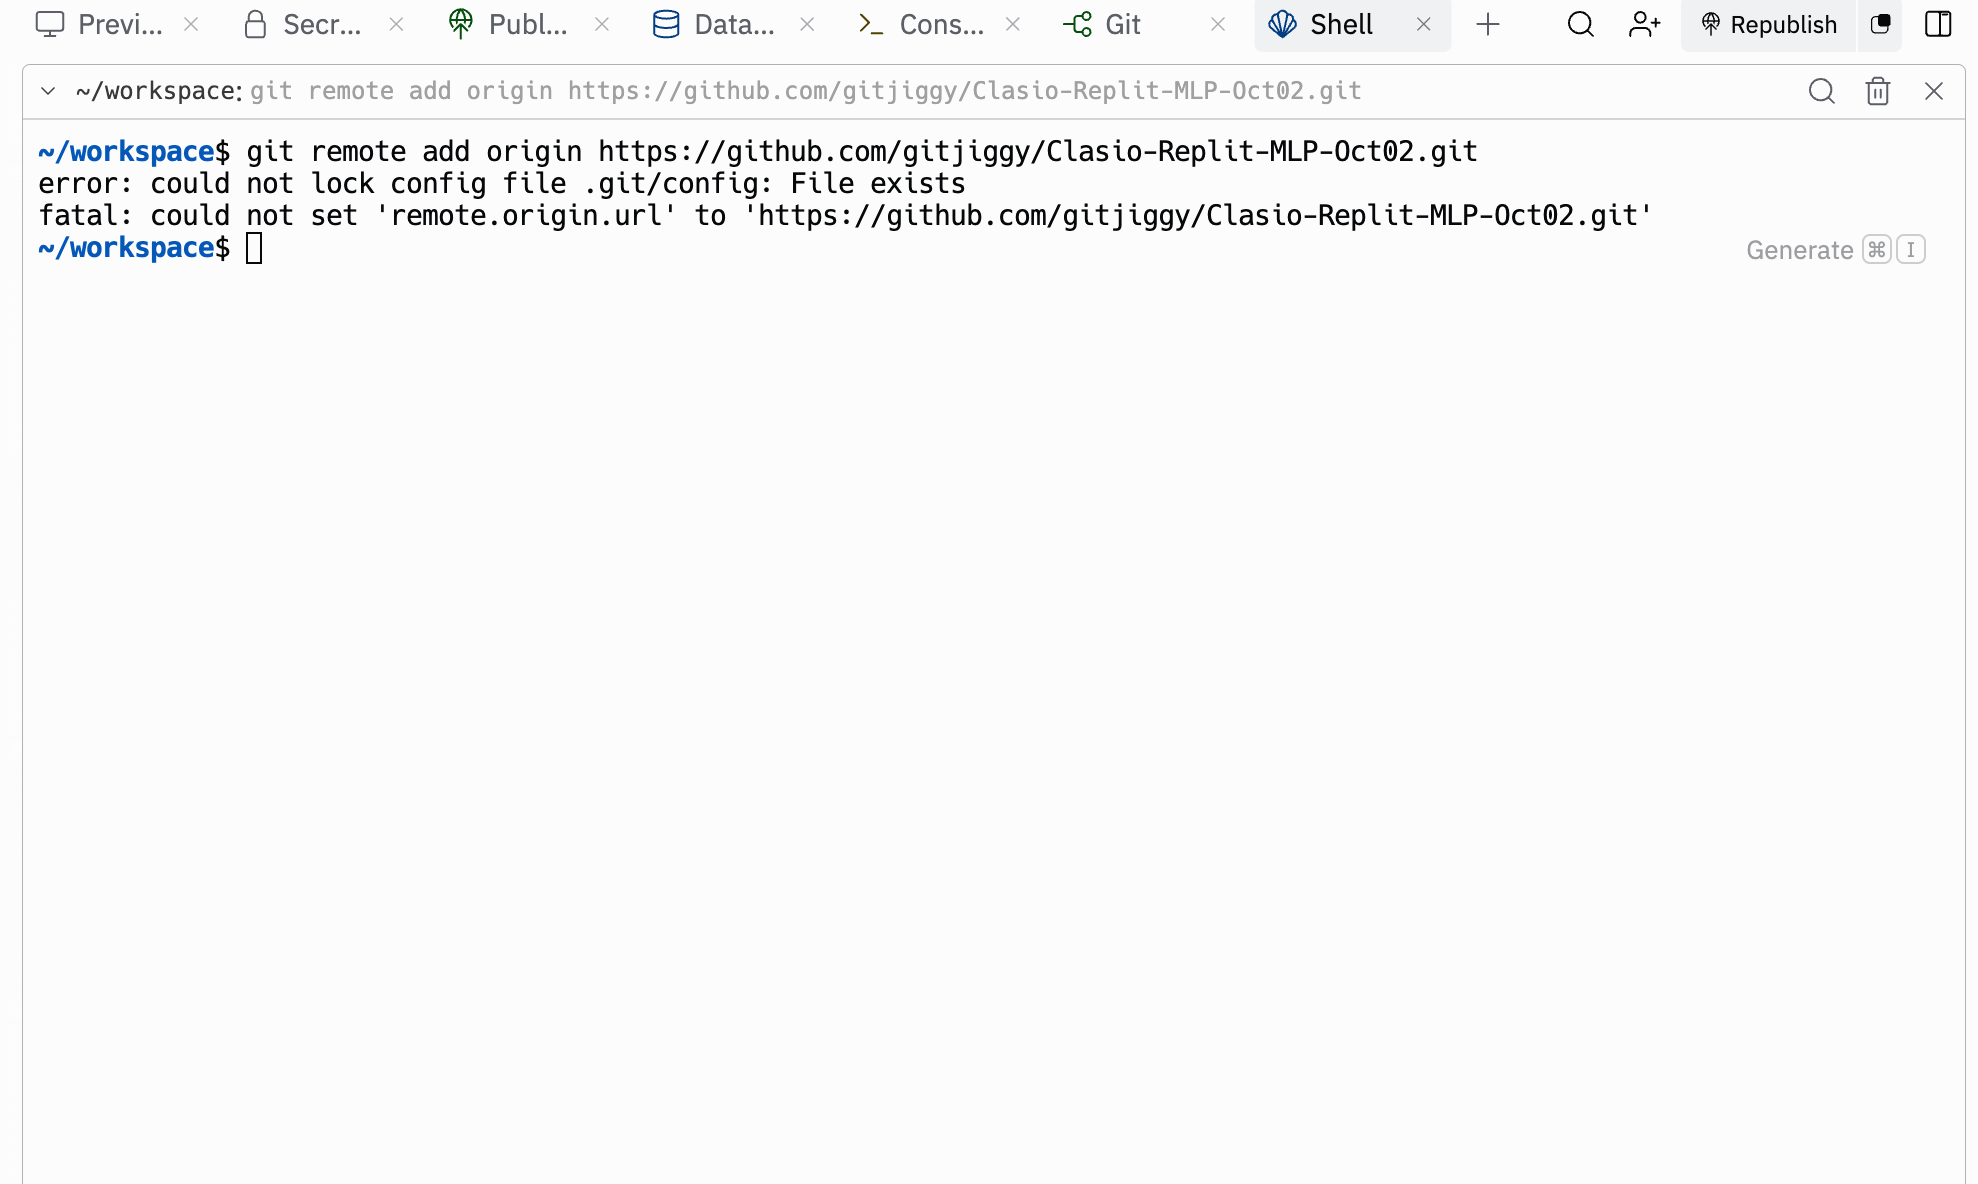 Previ... Secr... Publ... Data... Cons... Git Shell Republish
~/workspace: git remote add origin https://github.com/gitjiggy/Clasio-Replit-MLP-Oct02.git
~/workspace$ git remote add origin https://github.com/gitjiggy/Clasio-Replit-MLP-Oct02.git
error: could not lock config file .git/config: File exists
fatal: could not set 'remote.origin.url' to 'https://github.com/gitjiggy/Clasio-Replit-MLP-Oct02.git'
~/workspace$
Generate ⌘ I